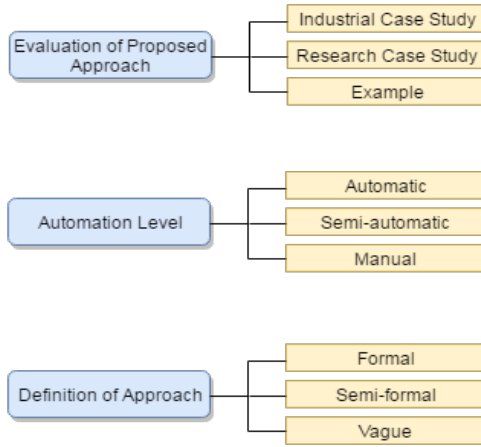 Evaluation of Proposed
Approach
Industrial Case Study
Research Case Study
Example
Automation Level
Automatic
Semi-automatic
Manual
Definition of Approach
Formal
Semi-formal
Vague